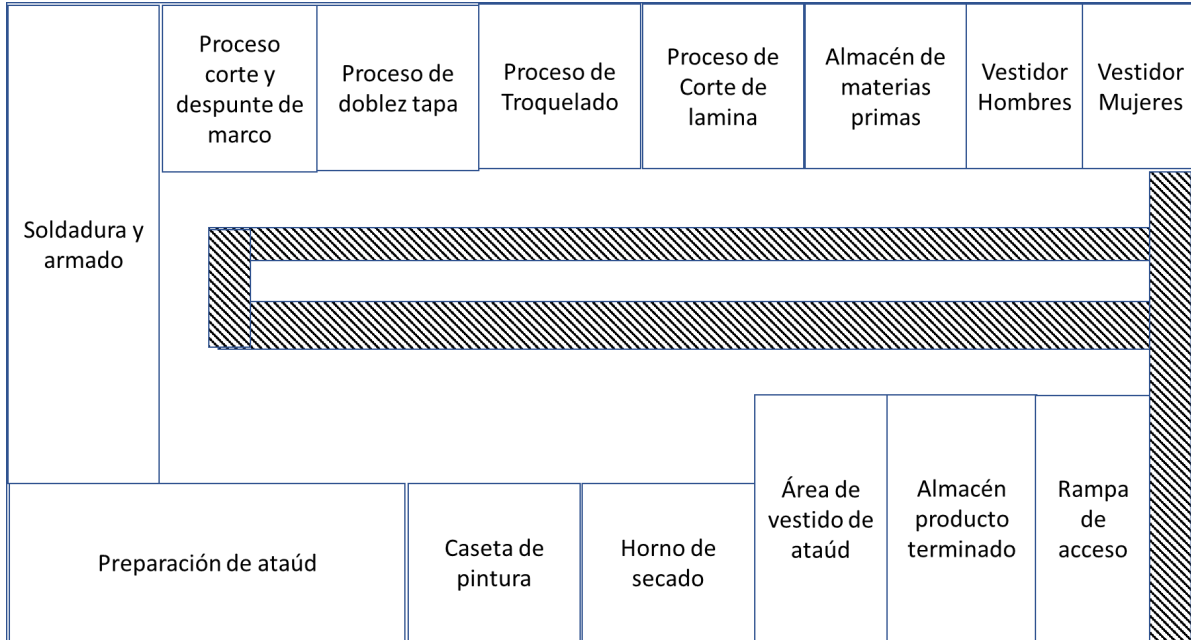 Proceso
corte y
despunte de
marco
Proceso de
doblez tapa
Proceso de
Troquelado
Proceso de
Corte de
lamina
Almacén de
materias
primas
Vestidor
Hombres
Vestidor
Mujeres
Soldadura y
armado
Preparación de ataúd
Caseta de
pintura
Horno de
secado
Área de
vestido de
ataúd
Almacén
producto
terminado
Rampa
de
acceso